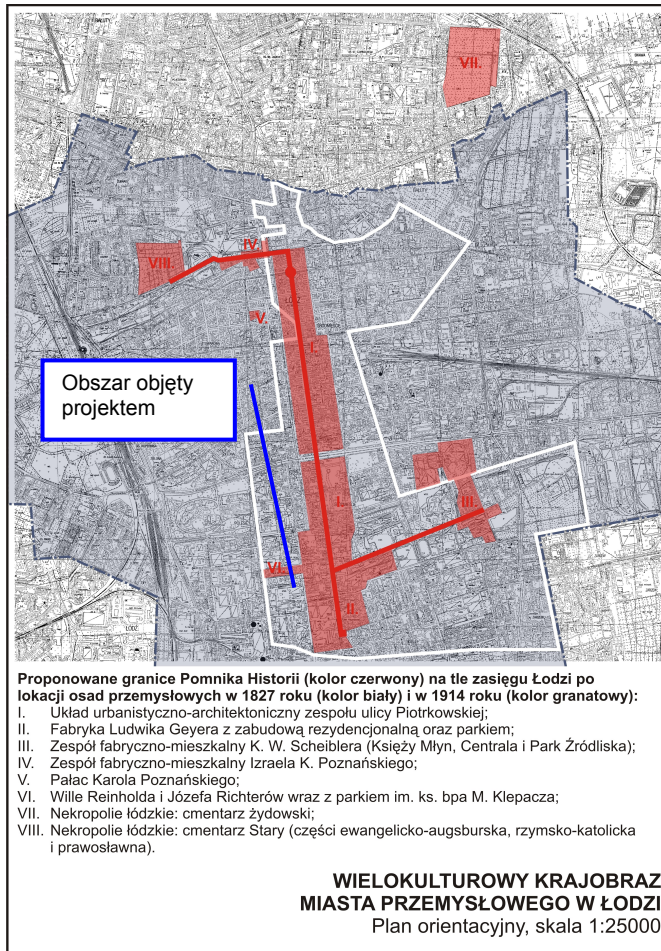 VII.
VIII.
IV.
ŁÓDŹ
V.
I.
Obszar objęty
projektem
I.
III.
VI.
II.
Proponowane granice Pomnika Historii (kolor czerwony) na tle zasięgu Łodzi po
lokacji osad przemysłowych w 1827 roku (kolor biały) i w 1914 roku (kolor granatowy):
I. Układ urbanistyczno-architektoniczny zespołu ulicy Piotrkowskiej;
II. Fabryka Ludwika Geyera z zabudową rezydencjonalną oraz parkiem;
III. Zespół fabryczno-mieszkalny K. W. Scheiblera (Księży Młyn, Centrala i Park Źródliska);
IV. Zespół fabryczno-mieszkalny Izraela K. Poznańskiego;
V. Pałac Karola Poznańskiego;
VI. Wille Reinholda i Józefa Richterów wraz z parkiem im. ks. bpa M. Klepacza;
VII. Nekropolie łódzkie: cmentarz żydowski;
VIII. Nekropolie łódzkie: cmentarz Stary (części ewangelicko-augsburska, rzymsko-katolicka
i prawosławna).
WIELOKULTUROWY KRAJOBRAZ
MIASTA PRZEMYSŁOWEGO W ŁODZI
Plan orientacyjny, skala 1:25000